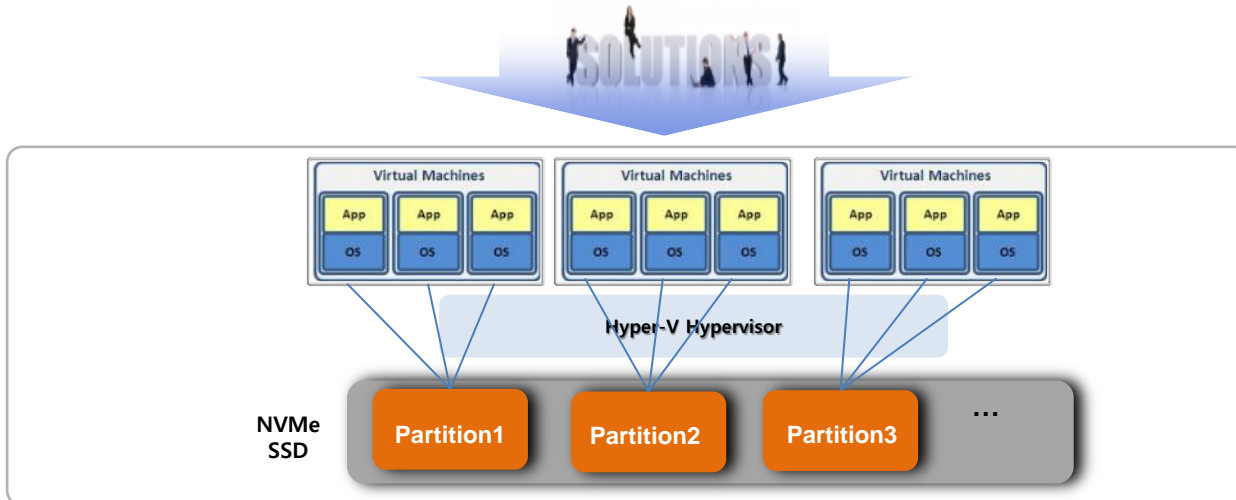 SOLUTIONS
Virtual Machines Virtual Machines Virtual Machines
App App App App App App App App App
OS OS OS OS OS OS OS OS OS
Hyper-V Hypervisor
NVMe
SSD
Partition1 Partition2 Partition3 ...